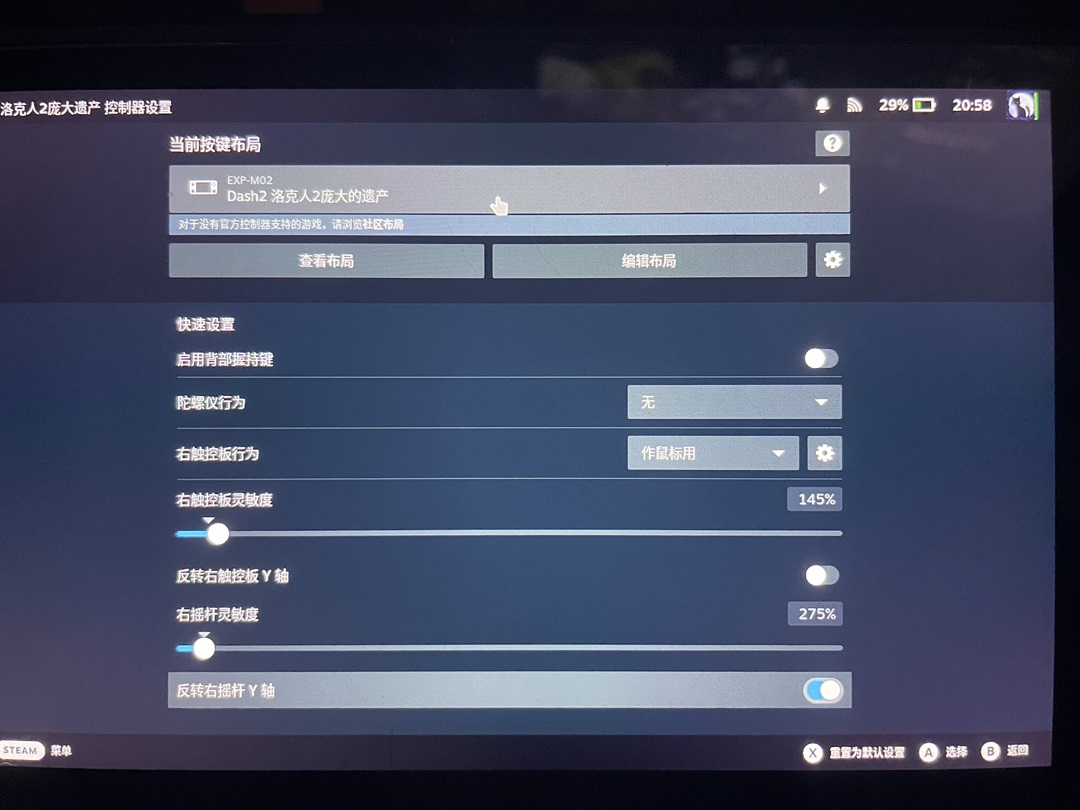 洛克人2庞大遗产 控制器设置
29% 20:58
当前按键布局
?
EXP-M02
Dash2 洛克人2庞大的遗产
对于没有官方控制器支持的游戏，请浏览社区布局
查看布局 编辑布局
快速设置
启用背部握持键
陀螺仪行为 无
右触控板行为 作鼠标用
右触控板灵敏度 145%
反转右触控板 Y 轴
右摇杆灵敏度 275%
反转右摇杆 Y 轴
STEAM 菜单 X 重置为默认设置 A 选择 B 返回